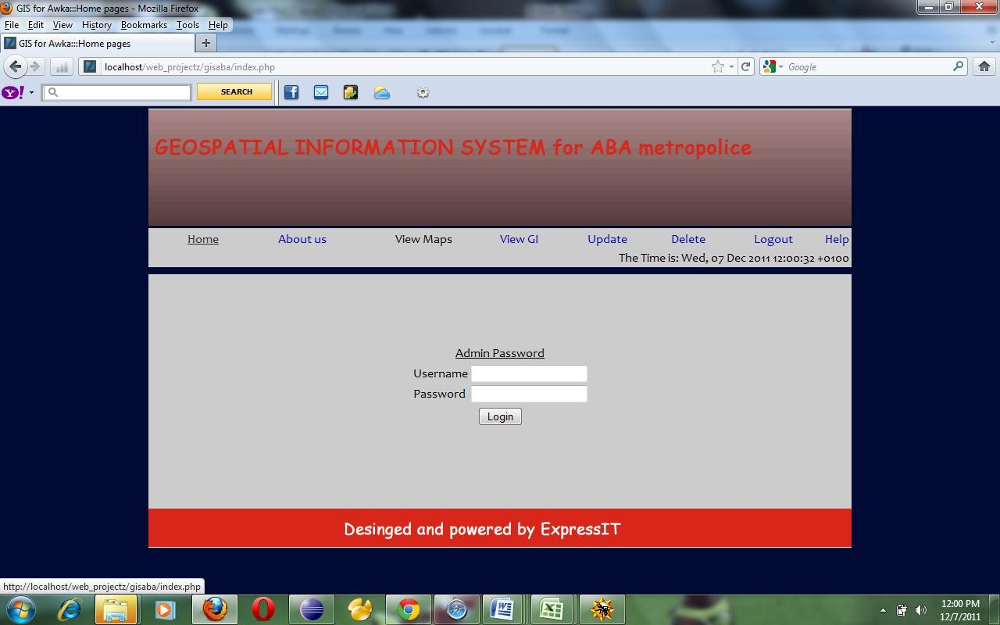 GIS for Awka:::Home pages - Mozilla Firefox
File Edit View History Bookmarks Tools Help
GIS for Awka:::Home pages
localhost/web_projectz/gisaba/index.php
Google
Y!
SEARCH
GEOSPATIAL INFORMATION SYSTEM for ABA metropolice
Home About us View Maps View GI Update Delete Logout Help
The Time is: Wed, 07 Dec 2011 12:00:32 +0100
Admin Password
Username
Password
Login
Desinged and powered by ExpressIT
http://localhost/web_projectz/gisaba/index.php
12:00 PM
12/7/2011